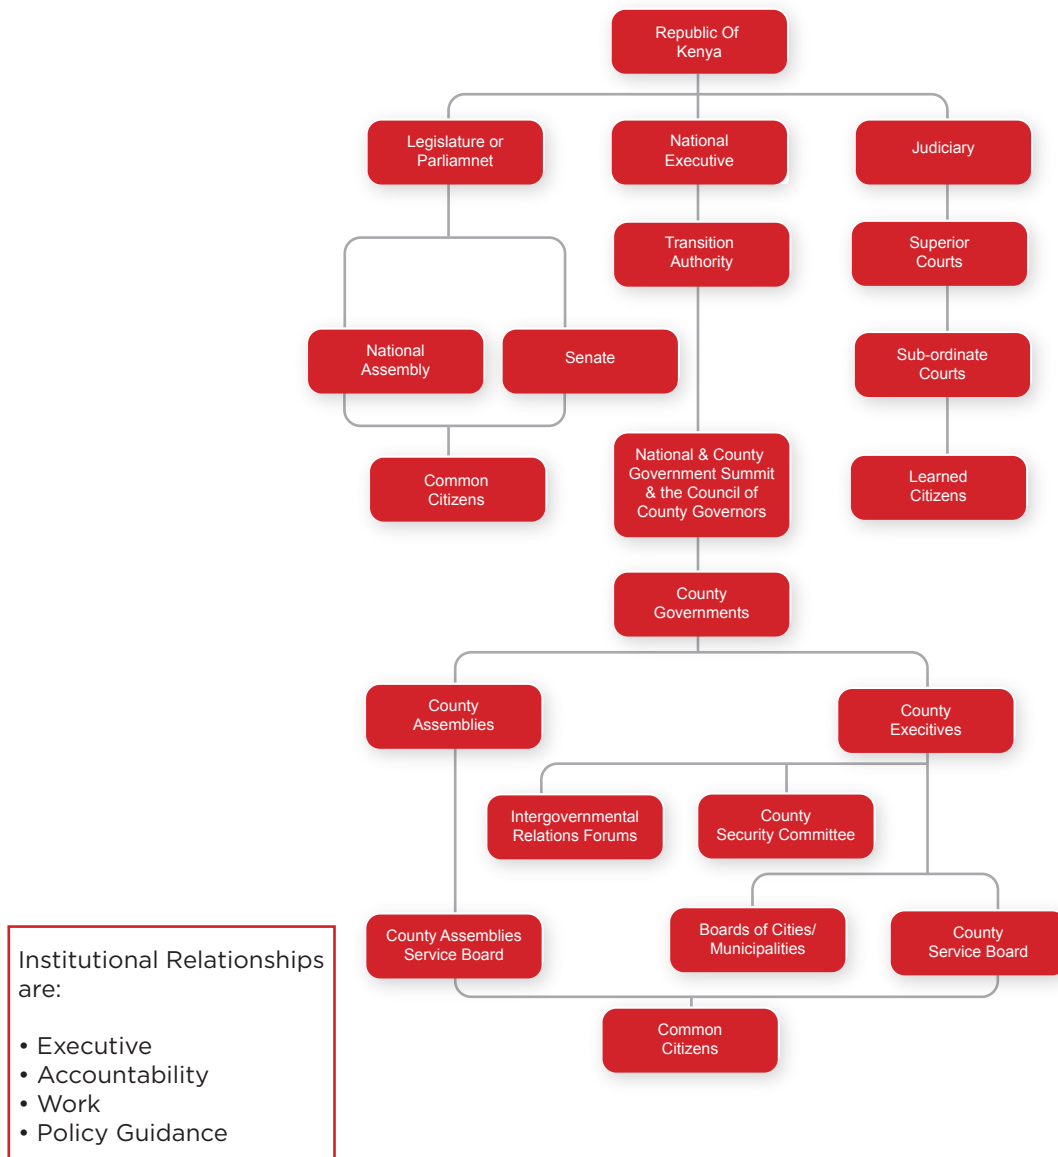 Republic Of
Kenya
Legislature or
Parliamnet
National
Executive
Judiciary
Transition
Authority
Superior
Courts
National
Assembly
Senate
Sub-ordinate
Courts
Common
Citizens
National & County
Government Summit
& the Council of
County Governors
Learned
Citizens
County
Governments
County
Assemblies
County
Execitives
Intergovernmental
Relations Forums
County
Security Committee
County Assemblies
Service Board
Boards of Cities/
Municipalities
County
Service Board
Common
Citizens
Institutional Relationships
are:
• Executive
• Accountability
• Work
• Policy Guidance